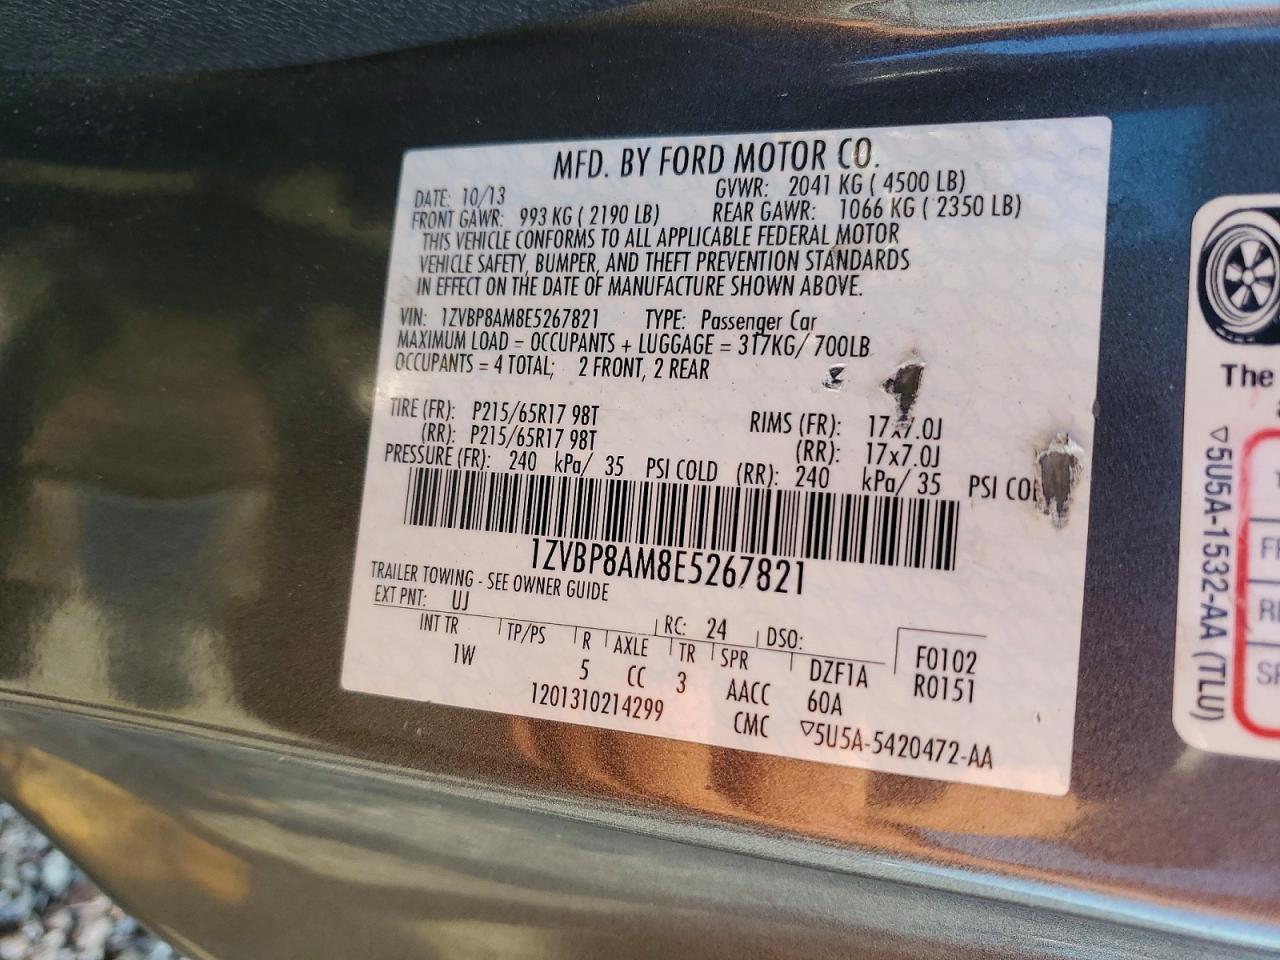 MFD. BY FORD MOTOR CO.
DATE: 10/13 GVWR: 2041 KG ( 4500 LB)
FRONT GAWR: 993 KG ( 2190 LB) REAR GAWR: 1066 KG ( 2350 LB)
THIS VEHICLE CONFORMS TO ALL APPLICABLE FEDERAL MOTOR
VEHICLE SAFETY, BUMPER, AND THEFT PREVENTION STANDARDS
IN EFFECT ON THE DATE OF MANUFACTURE SHOWN ABOVE.
VIN: 1ZVBP8AM8E5267821 TYPE: Passenger Car
MAXIMUM LOAD = OCCUPANTS + LUGGAGE = 317KG/ 700LB
OCCUPANTS = 4 TOTAL; 2 FRONT, 2 REAR
TIRE (FR): P215/65R17 98T RIMS (FR): 17x7.0J
(RR): P215/65R17 98T (RR): 17x7.0J
PRESSURE (FR): 240 kPa/ 35 PSI COLD (RR): 240 kPa/ 35 PSI
1ZVBP8AM8E5267821
TRAILER TOWING - SEE OWNER GUIDE
EXT PNT: UJ RC: 24 DSO: F0102
INT TR TP/PS R AXLE TR SPR DZF1A R0151
1W 5 CC 3 AACC 60A
1201310214299 CMC ▽5U5A-5420472-AA
The
▽5U5A-1532-AA (TLU)